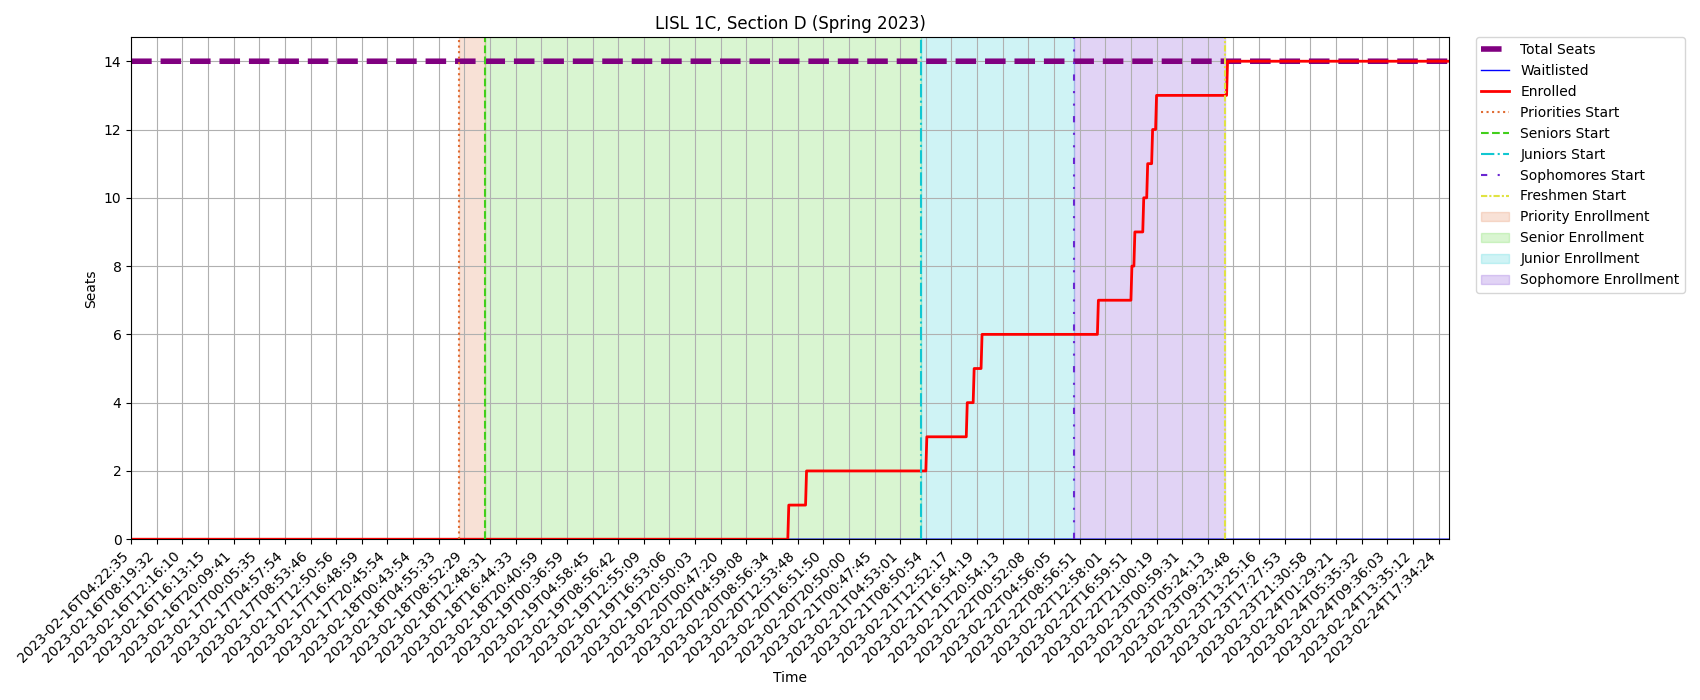 LISL 1C, Section D (Spring 2023)
Seats
14
12
10
8
6
4
2
0
2023-02-16T04:22:35
2023-02-16T08:19:32
2023-02-16T12:16:10
2023-02-16T16:13:15
2023-02-16T20:09:41
2023-02-17T00:05:35
2023-02-17T04:57:54
2023-02-17T08:53:46
2023-02-17T12:50:56
2023-02-17T16:48:59
2023-02-17T20:45:54
2023-02-18T00:43:54
2023-02-18T04:55:33
2023-02-18T08:52:29
2023-02-18T12:48:31
2023-02-18T16:44:33
2023-02-18T20:40:59
2023-02-19T00:36:59
2023-02-19T04:58:45
2023-02-19T08:56:42
2023-02-19T12:55:09
2023-02-19T16:53:06
2023-02-19T20:50:03
2023-02-20T00:47:20
2023-02-20T04:59:08
2023-02-20T08:56:34
2023-02-20T12:53:48
2023-02-20T16:51:50
2023-02-20T20:50:00
2023-02-21T00:47:45
2023-02-21T04:53:01
2023-02-21T08:50:54
2023-02-21T12:52:17
2023-02-21T16:54:19
2023-02-21T20:54:13
2023-02-22T00:52:08
2023-02-22T04:56:05
2023-02-22T08:56:51
2023-02-22T12:58:01
2023-02-22T16:59:51
2023-02-22T21:00:19
2023-02-23T00:59:31
2023-02-23T05:24:13
2023-02-23T09:23:48
2023-02-23T13:25:16
2023-02-23T17:27:53
2023-02-23T21:30:58
2023-02-24T01:29:21
2023-02-24T05:35:32
2023-02-24T09:36:03
2023-02-24T13:35:12
2023-02-24T17:34:24
Time
Total Seats
Waitlisted
Enrolled
Priorities Start
Seniors Start
Juniors Start
Sophomores Start
Freshmen Start
Priority Enrollment
Senior Enrollment
Junior Enrollment
Sophomore Enrollment